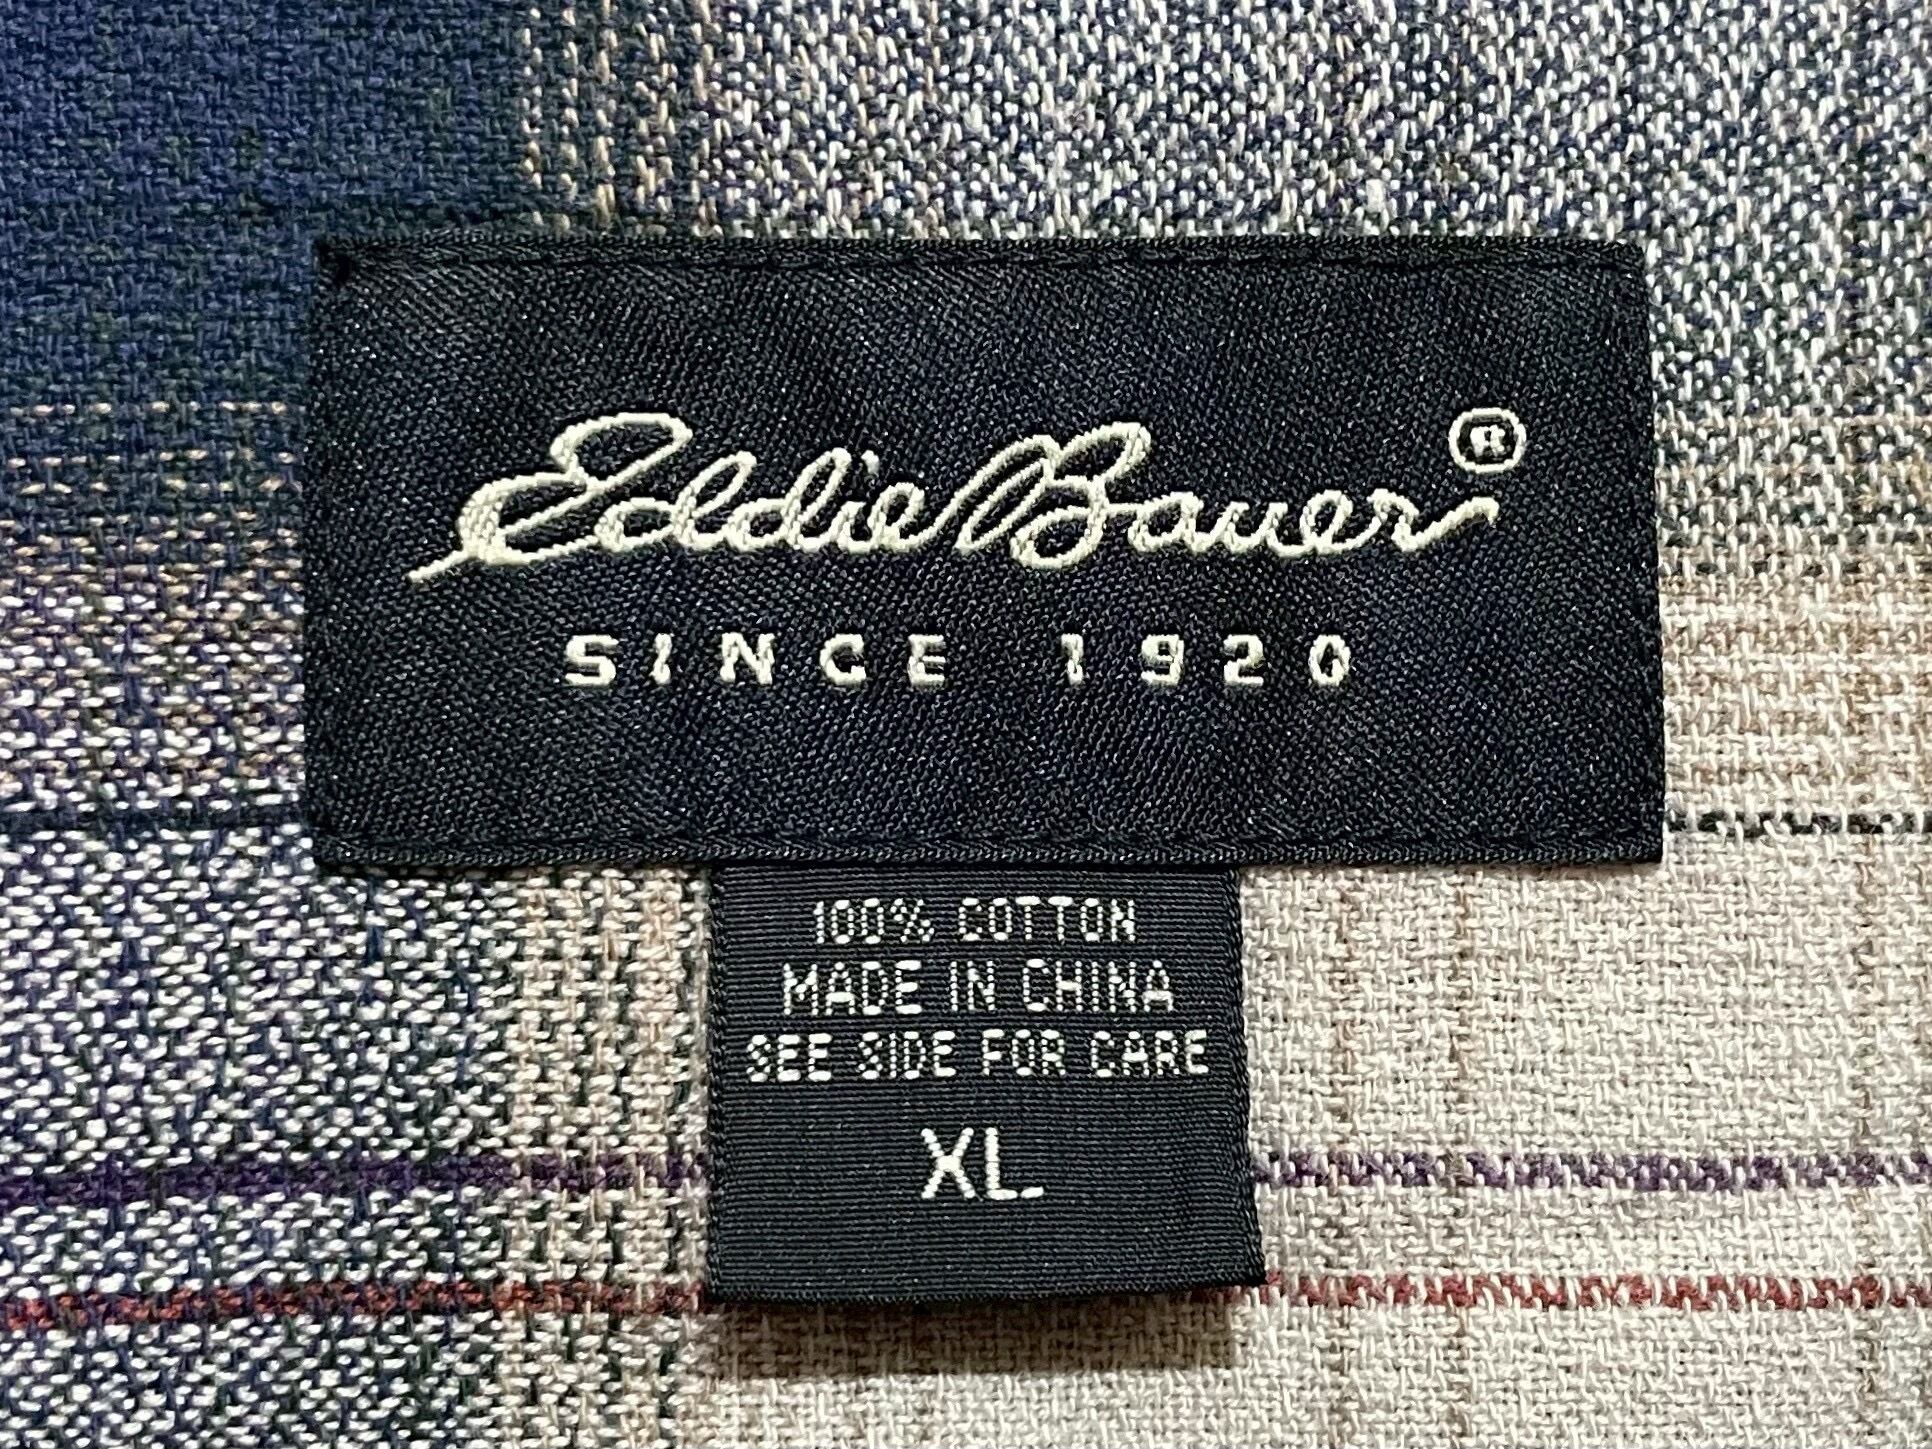 Eddie Bauer®
SINCE 1920
100% COTTON
MADE IN CHINA
SEE SIDE FOR CARE
XL